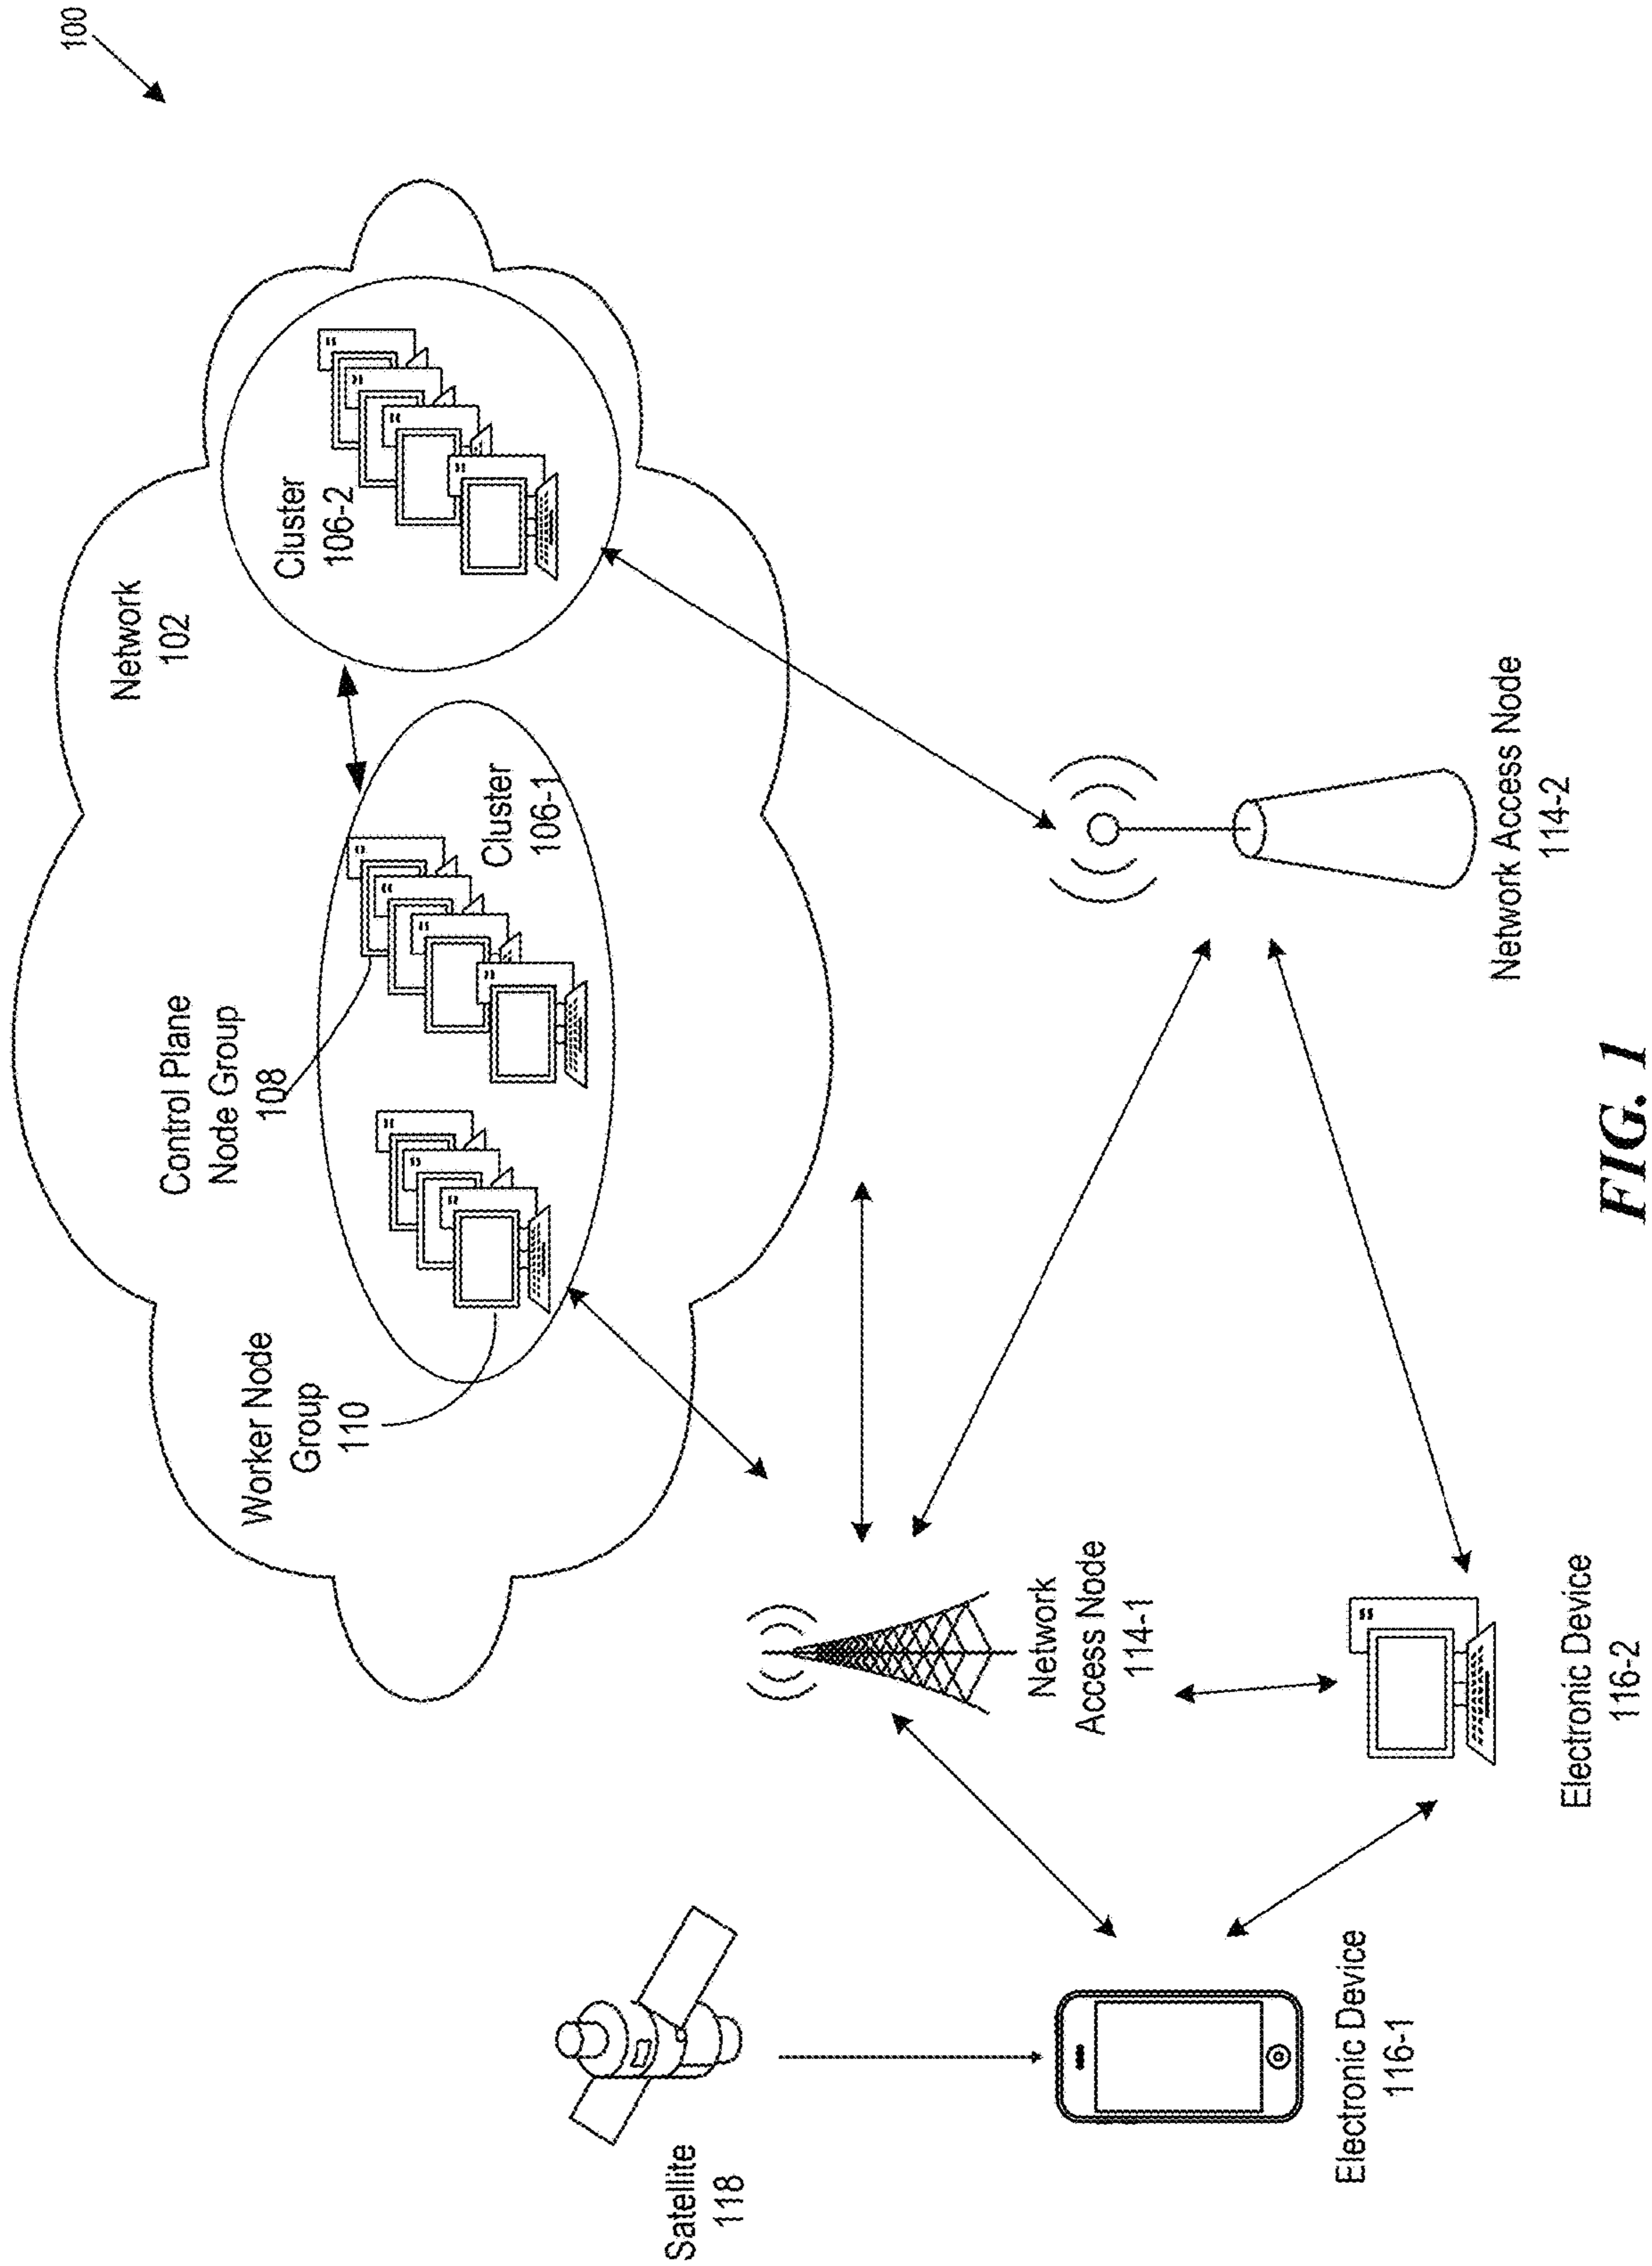 100
Network
102
Cluster
106-2
Control Plane
Node Group
108
Cluster
106-1
Worker Node
Group
110
Satellite
118
Network
Access Node
114-1
Network Access Node
114-2
Electronic Device
116-1
Electronic Device
116-2
FIG. 1